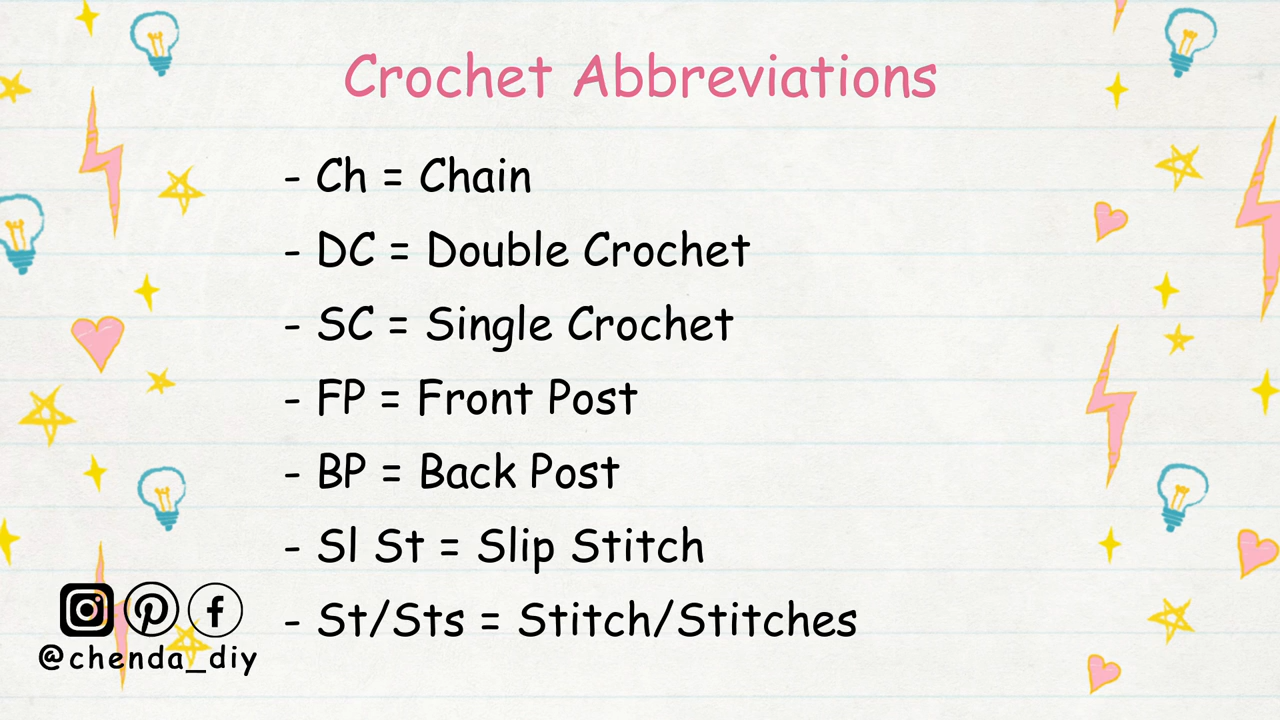 Crochet Abbreviations
- Ch = Chain
- DC = Double Crochet
- SC = Single Crochet
- FP = Front Post
- BP = Back Post
- Sl St = Slip Stitch
- St/Sts = Stitch/Stitches
@chenda_diy